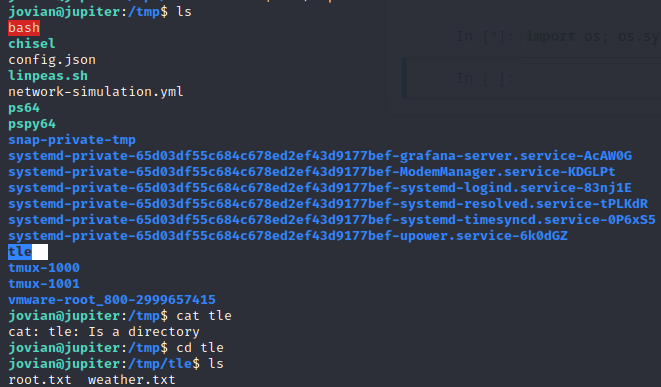 jovian@jupiter:/tmp$ ls
bash
chisel
config.json
linpeas.sh
network-simulation.yml
ps64
pspy64
snap-private-tmp
systemd-private-65d03df55c684c678ed2ef43d9177bef-grafana-server.service-AcAW0G
systemd-private-65d03df55c684c678ed2ef43d9177bef-ModemManager.service-KDGLPt
systemd-private-65d03df55c684c678ed2ef43d9177bef-systemd-logind.service-83nj1E
systemd-private-65d03df55c684c678ed2ef43d9177bef-systemd-resolved.service-tPLKdR
systemd-private-65d03df55c684c678ed2ef43d9177bef-systemd-timesyncd.service-0P6xS5
systemd-private-65d03df55c684c678ed2ef43d9177bef-upower.service-6k0dGZ
tle
tmux-1000
tmux-1001
vmware-root_800-2999657415
jovian@jupiter:/tmp$ cat tle
cat: tle: Is a directory
jovian@jupiter:/tmp$ cd tle
jovian@jupiter:/tmp/tle$ ls
root.txt weather.txt
In [*]: import os; os.sy
In [ ]: